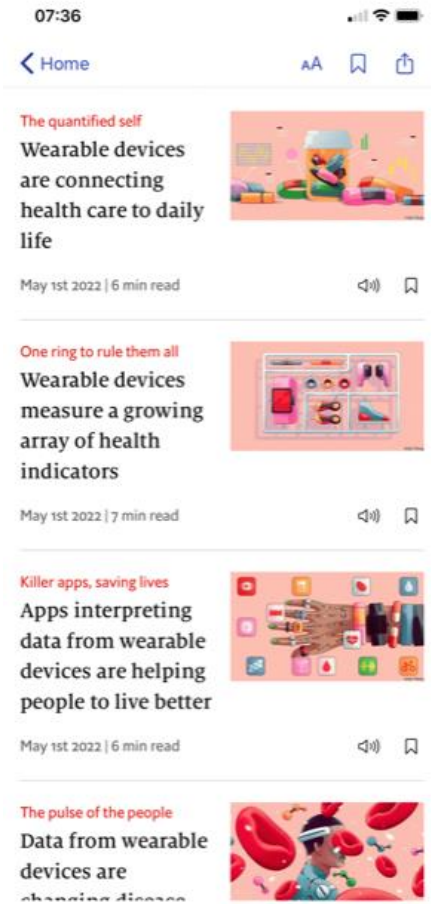 07:36
Home
AA
The quantified self
Wearable devices
are connecting
health care to daily
life
May 1st 2022 | 6 min read
One ring to rule them all
Wearable devices
measure a growing
array of health
indicators
May 1st 2022 | 7 min read
Killer apps, saving lives
Apps interpreting
data from wearable
devices are helping
people to live better
May 1st 2022 | 6 min read
The pulse of the people
Data from wearable
devices are
changing disease